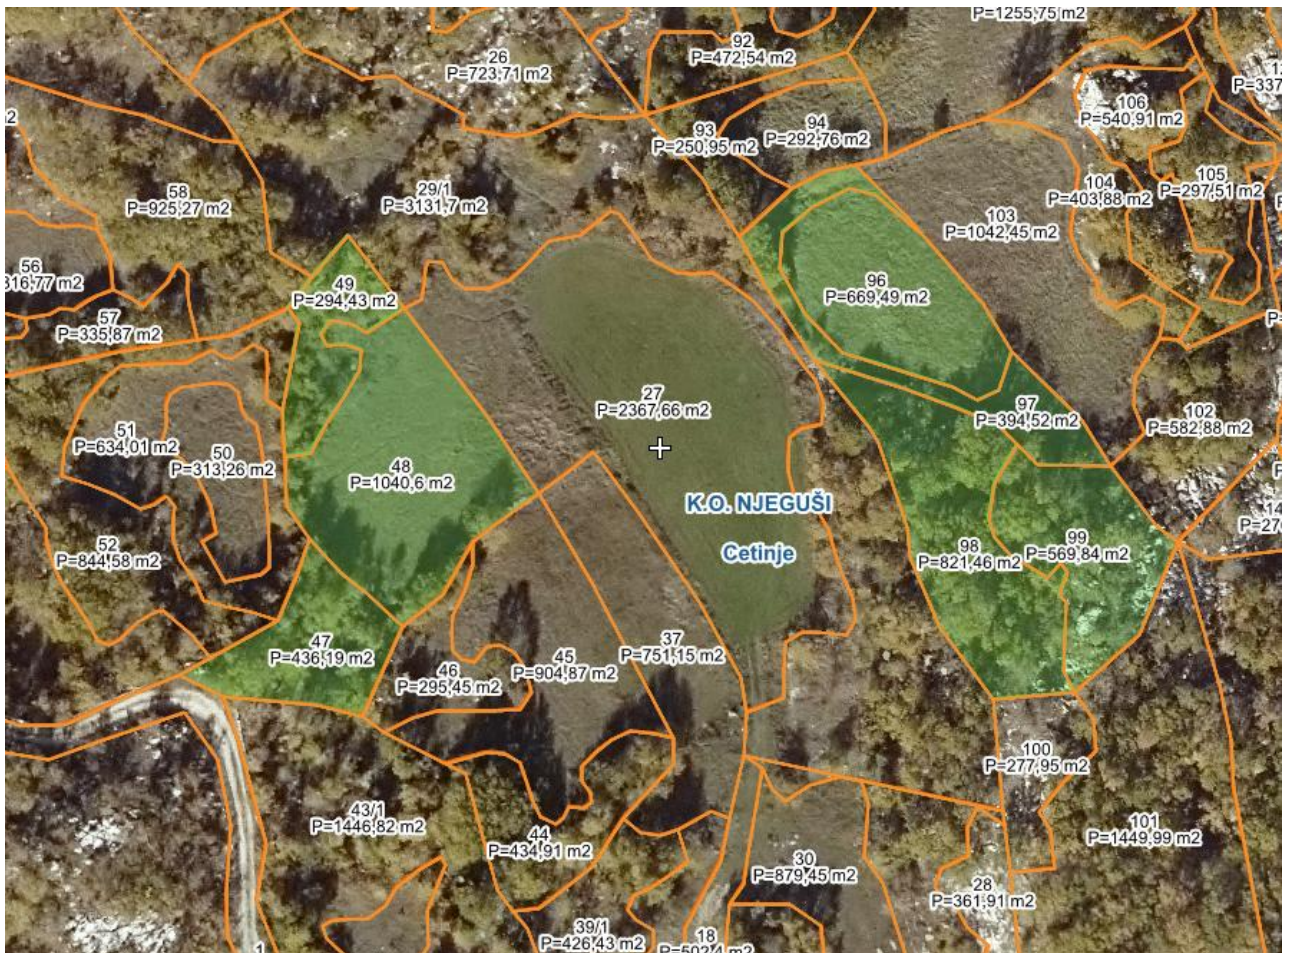 P=1255,75 m2
92
P=472,54 m2
26
P=723,71 m2
P=337
106
P=540,91 m2
94
P=292,76 m2
93
P=250,95 m2
105
P=297,51 m2
104
P=403,88 m2
58
P=925,27 m2
29/1
P=3131,7 m2
103
P=1042,45 m2
56
316,77 m2
49
P=294,43 m2
96
P=669,49 m2
57
P=335,87 m2
27
P=2367,66 m2
97
P=394,52 m2
102
P=582,88 m2
51
P=634,01 m2
50
P=313,26 m2
48
P=1040,6 m2
K.O. NJEGUŠI
Cetinje
52
P=844,58 m2
98
P=821,46 m2
99
P=569,84 m2
47
P=436,19 m2
46
P=295,45 m2
45
P=904,87 m2
37
P=751,15 m2
100
P=277,95 m2
43/1
P=1446,82 m2
44
P=434,91 m2
101
P=1449,99 m2
30
P=879,45 m2
28
P=361,91 m2
39/1
P=426,43 m2
18